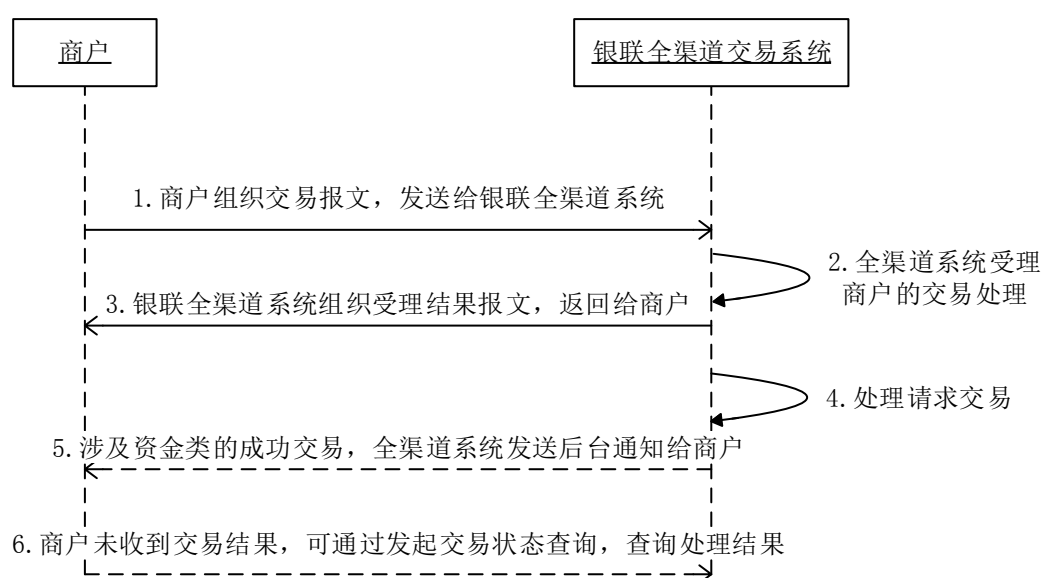 商户
银联全渠道交易系统
1.商户组织交易报文，发送给银联全渠道系统
2.全渠道系统受理
商户的交易处理
3.银联全渠道系统组织受理结果报文，返回给商户
4.处理请求交易
5.涉及资金类的成功交易，全渠道系统发送后台通知给商户
6.商户未收到交易结果，可通过发起交易状态查询，查询处理结果